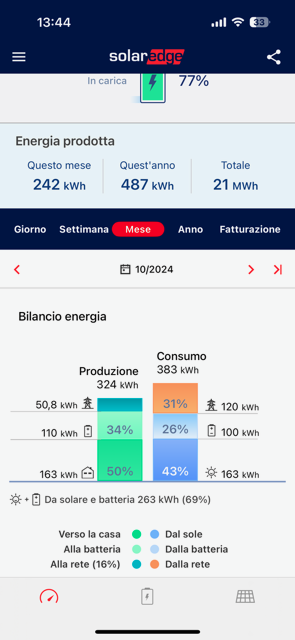 13:44
33
solaredge
In carica
77%
Energia prodotta
Questo mese Quest'anno Totale
242 kWh 487 kWh 21 MWh
Giorno Settimana Mese Anno Fatturazione
10/2024
Bilancio energia
Consumo
383 kWh
Produzione
324 kWh
50,8 kWh 31% 120 kWh
110 kWh 34% 26% 100 kWh
163 kWh 50% 43% 163 kWh
+ Da solare e batteria 263 kWh (69%)
Verso la casa Dal sole
Alla batteria Dalla batteria
Alla rete (16%) Dalla rete